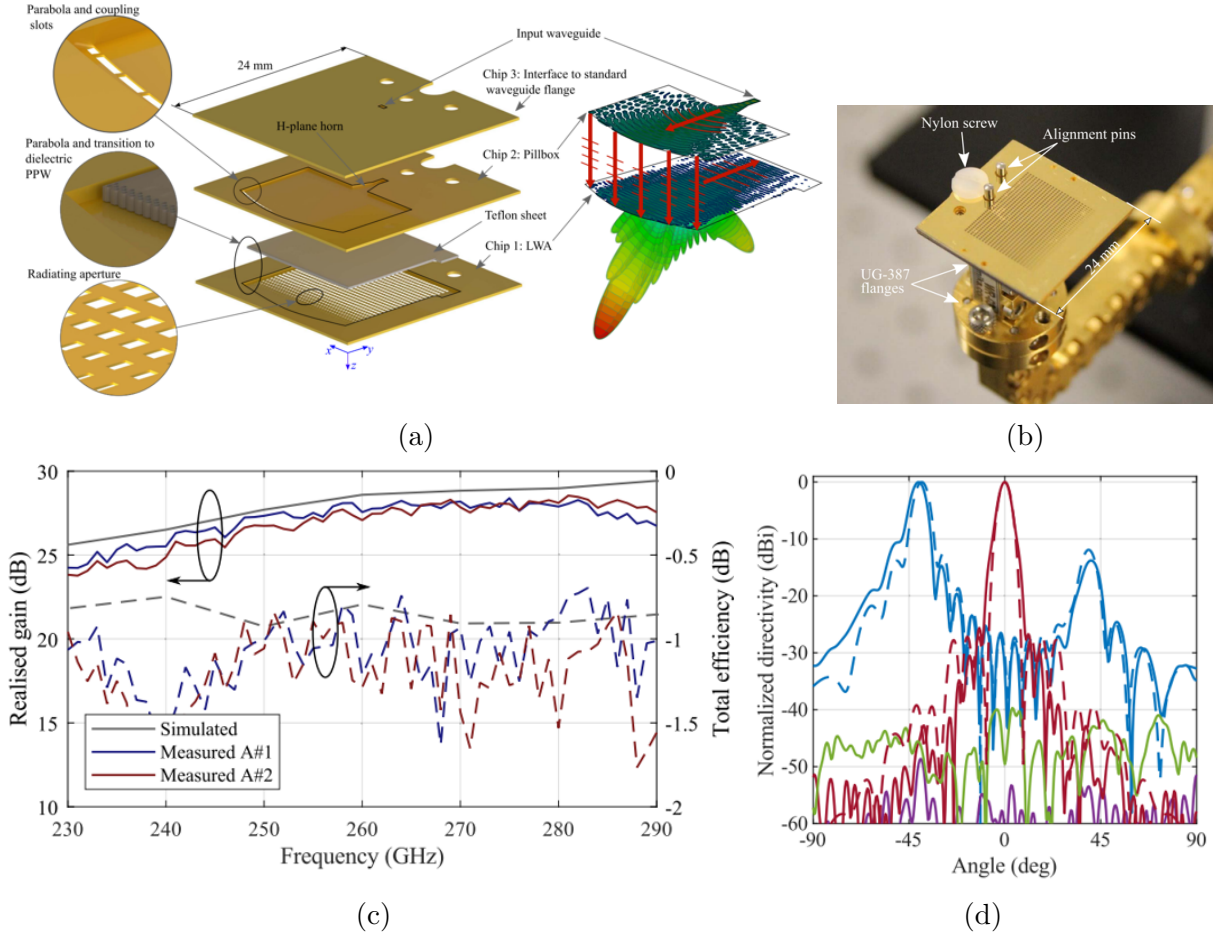 Parabola and coupling
slots
Input waveguide
24 mm
Chip 3: Interface to standard
waveguide flange
H-plane horn
Parabola and transition to
dielectric
PPW
Chip 2: Pillbox
Teflon sheet
Chip 1: LWA
Radiating aperture
x
y
z
(a)
Nylon screw
Alignment pins
UG-387
flanges
24 mm
(b)
30
25
20
15
10
Realised gain (dB)
0
-0.5
-1
-1.5
-2
Total efficiency (dB)
Simulated
Measured A#1
Measured A#2
230
240
250
260
270
280
290
Frequency (GHz)
(c)
0
-10
-20
-30
-40
-50
-60
Normalized directivity (dBi)
-90
-45
0
45
90
Angle (deg)
(d)